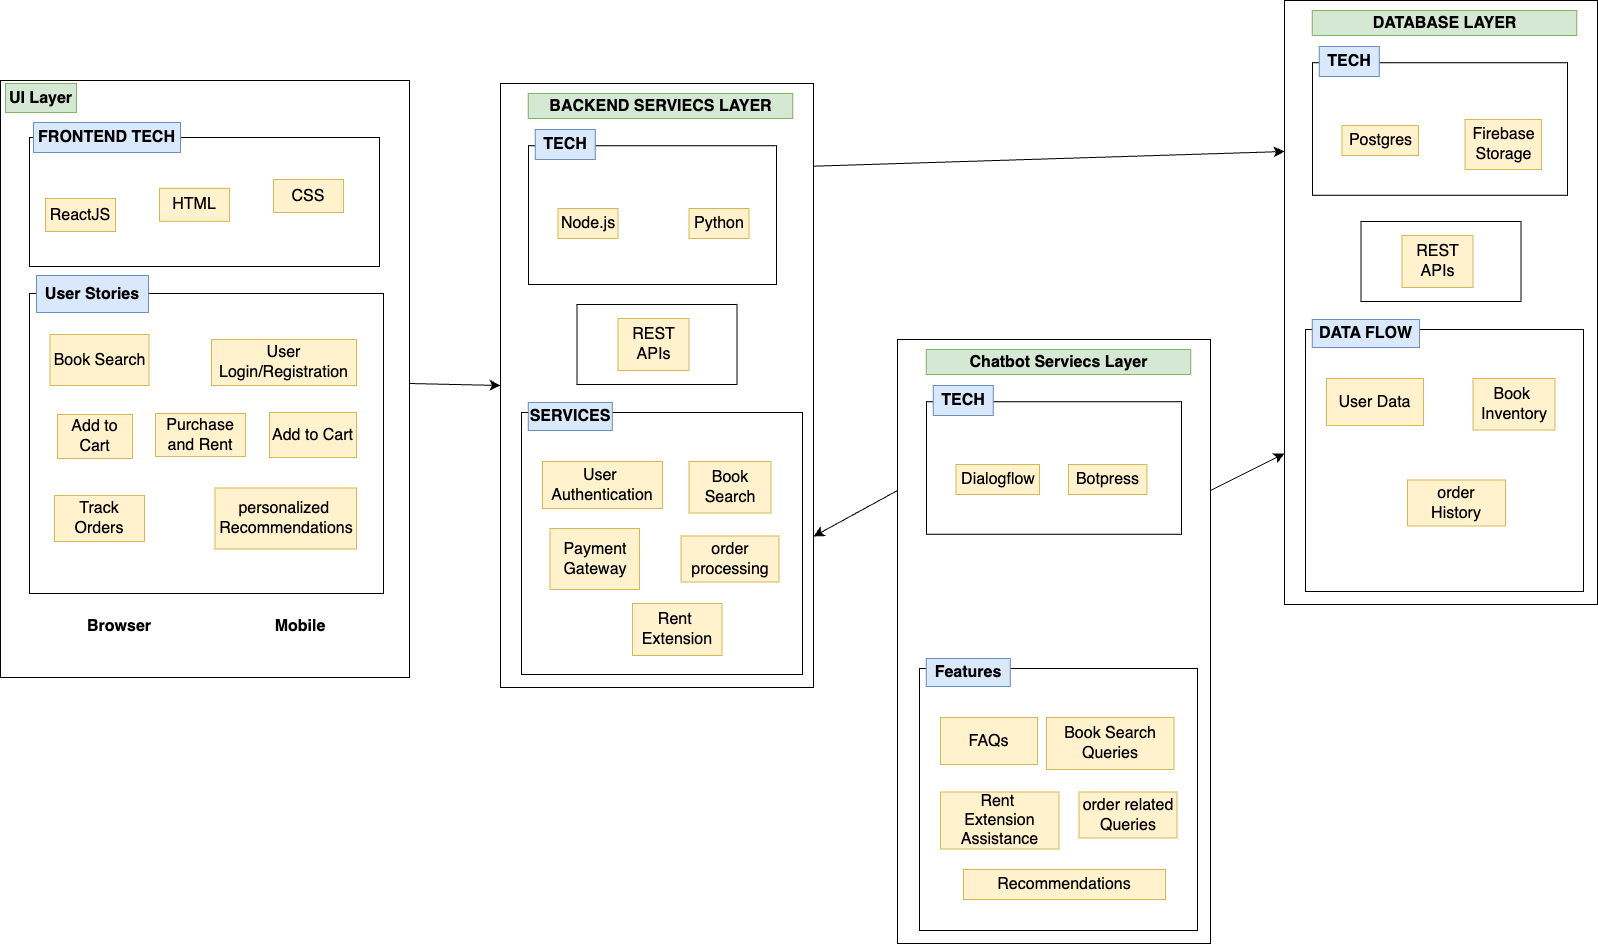 UI Layer
FRONTEND TECH
ReactJS
HTML
CSS
User Stories
Book Search
User
Login/Registration
Add to
Cart
Purchase
and Rent
Add to Cart
Track
Orders
personalized
Recommendations
Browser
Mobile
BACKEND SERVIECS LAYER
TECH
Node.js
Python
REST
APIs
SERVICES
User
Authentication
Book
Search
Payment
Gateway
order
processing
Rent
Extension
Chatbot Serviecs Layer
TECH
Dialogflow
Botpress
Features
FAQs
Book Search
Queries
Rent
Extension
Assistance
order related
Queries
Recommendations
DATABASE LAYER
TECH
Postgres
Firebase
Storage
REST
APIs
DATA FLOW
User Data
Book
Inventory
order
History